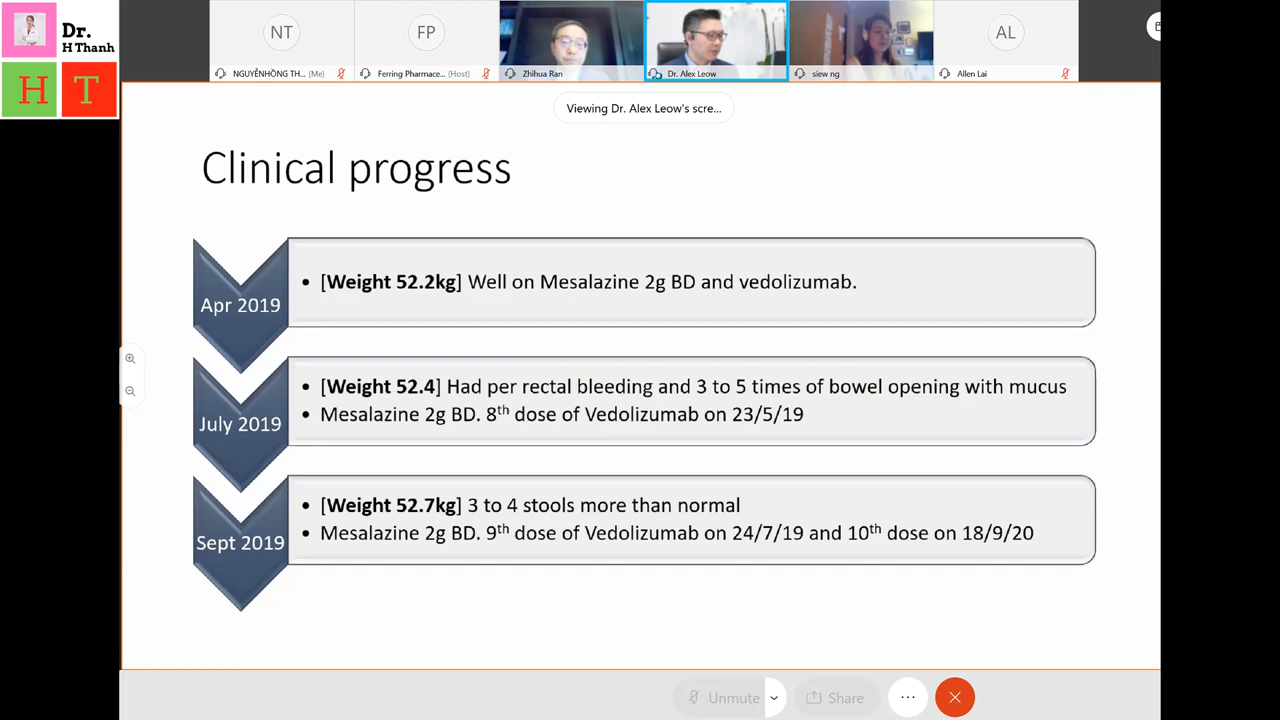 Dr.
H Thanh
H T
NT
FP
AL
NGUYỄNHỒNG TH... (Me)
Ferring Pharmace... (Host)
Zhihua Ran
Dr. Alex Leow
siew ng
Allen Lai
Viewing Dr. Alex Leow's scre...
Clinical progress
Apr 2019
• [Weight 52.2kg] Well on Mesalazine 2g BD and vedolizumab.
July 2019
• [Weight 52.4] Had per rectal bleeding and 3 to 5 times of bowel opening with mucus
• Mesalazine 2g BD. 8th dose of Vedolizumab on 23/5/19
Sept 2019
• [Weight 52.7kg] 3 to 4 stools more than normal
• Mesalazine 2g BD. 9th dose of Vedolizumab on 24/7/19 and 10th dose on 18/9/20
Unmute
Share